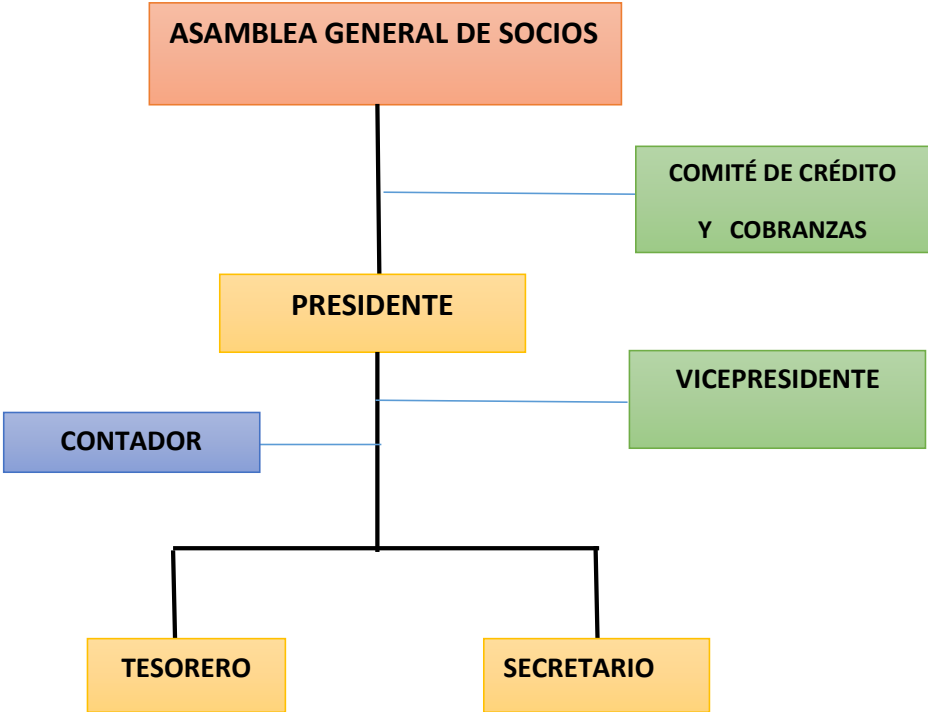 ASAMBLEA GENERAL DE SOCIOS
COMITÉ DE CRÉDITO
Y COBRANZAS
PRESIDENTE
VICEPRESIDENTE
CONTADOR
TESORERO
SECRETARIO